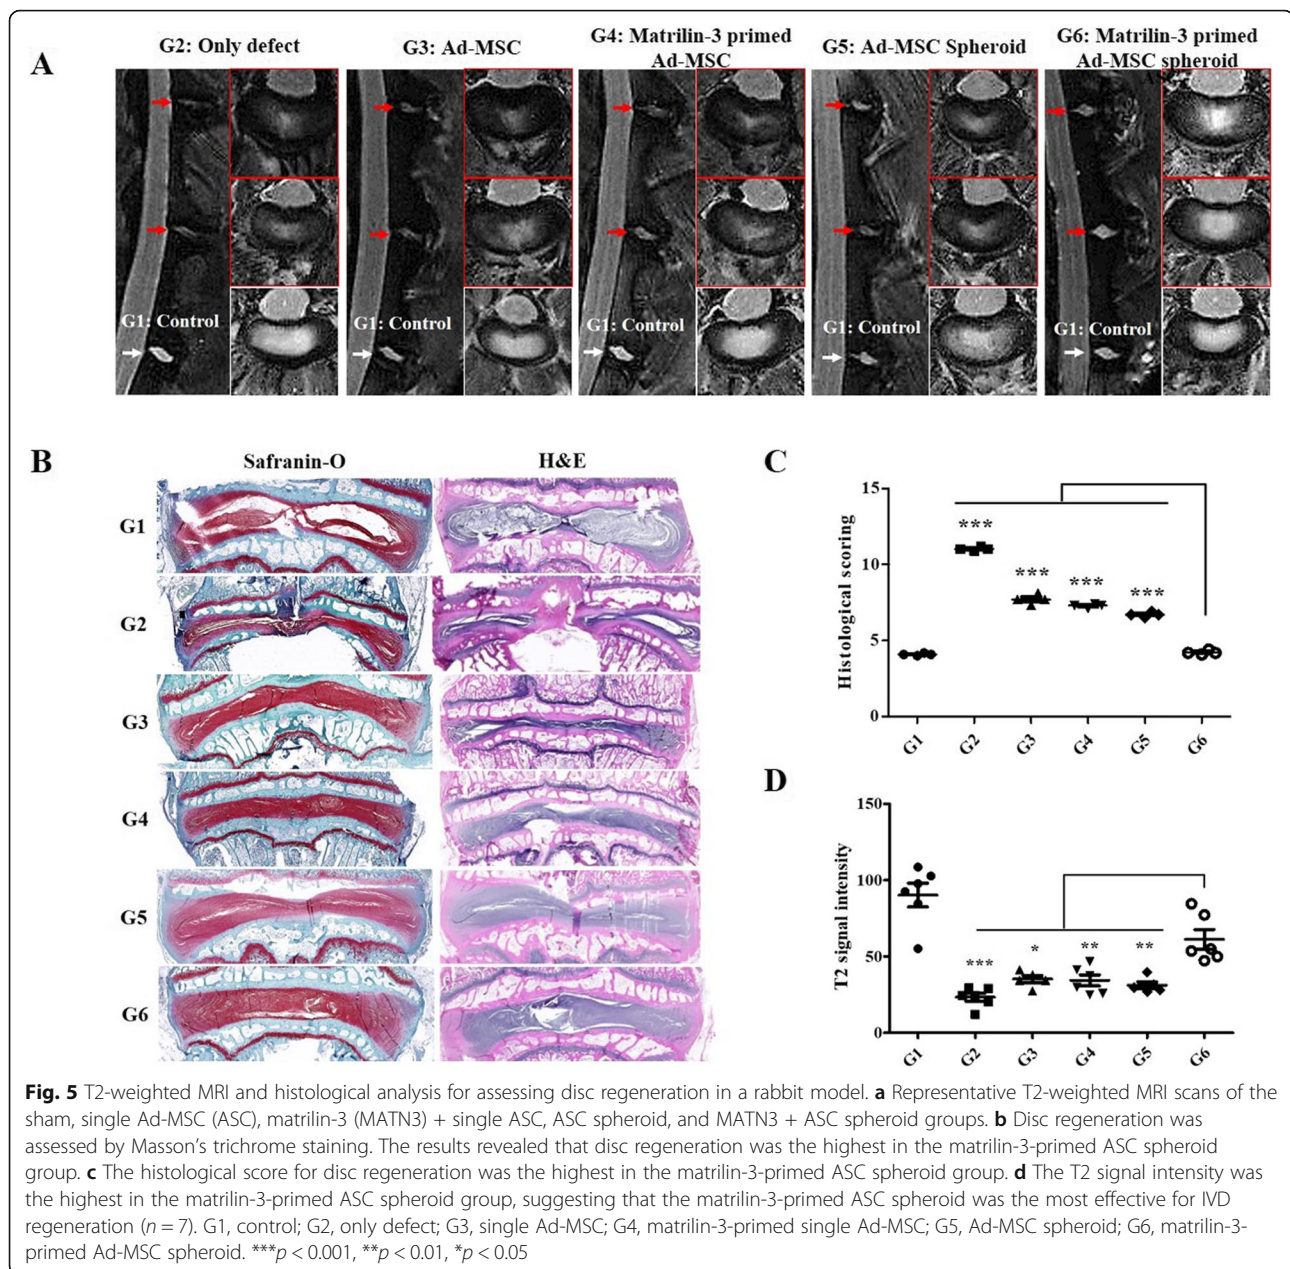 A
G2: Only defect
G3: Ad-MSC
G4: Matrilin-3 primed
Ad-MSC
G5: Ad-MSC Spheroid
G6: Matrilin-3 primed
Ad-MSC spheroid
G1: Control
G1: Control
G1: Control
G1: Control
G1: Control
B
Safranin-O
H&E
G1
G2
G3
G4
G5
G6
C
Histological scoring
15
10
5
0
***
***
***
***
G1
G2
G3
G4
G5
G6
D
T2 signal intensity
150
100
50
0
***
*
**
**
G1
G2
G3
G4
G5
G6
Fig. 5 T2-weighted MRI and histological analysis for assessing disc regeneration in a rabbit model. a Representative T2-weighted MRI scans of the
sham, single Ad-MSC (ASC), matrilin-3 (MATN3) + single ASC, ASC spheroid, and MATN3 + ASC spheroid groups. b Disc regeneration was
assessed by Masson's trichrome staining. The results revealed that disc regeneration was the highest in the matrilin-3-primed ASC spheroid
group. c The histological score for disc regeneration was the highest in the matrilin-3-primed ASC spheroid group. d The T2 signal intensity was
the highest in the matrilin-3-primed ASC spheroid group, suggesting that the matrilin-3-primed ASC spheroid was the most effective for IVD
regeneration (n = 7). G1, control; G2, only defect; G3, single Ad-MSC; G4, matrilin-3-primed single Ad-MSC; G5, Ad-MSC spheroid; G6, matrilin-3-
primed Ad-MSC spheroid. ***p < 0.001, **p < 0.01, *p < 0.05